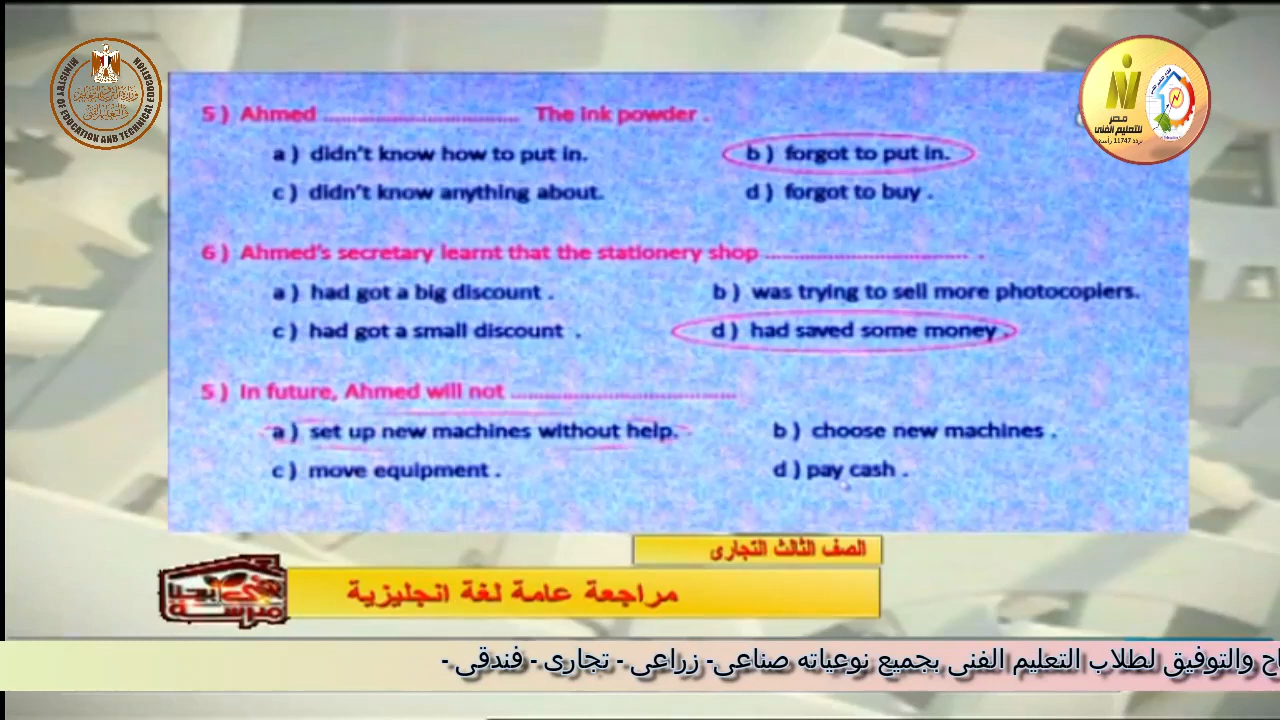 MINISTRY OF EDUCATION AND TECHNICAL EDUCATION
مصر
للتعليم الفنى
5 ) Ahmed .................................. The ink powder .
a ) didn't know how to put in.
b ) forgot to put in.
c ) didn't know anything about.
d ) forgot to buy .
6 ) Ahmed's secretary learnt that the stationery shop .................................. .
a ) had got a big discount .
b ) was trying to sell more photocopiers.
c ) had got a small discount .
d ) had saved some money .
5 ) In future, Ahmed will not ......................................
a ) set up new machines without help.
b ) choose new machines .
c ) move equipment .
d ) pay cash .
الصف الثالث التجارى
مراجعة عامة لغة انجليزية
والتوفيق لطلاب التعليم الفنى بجميع نوعياته صناعى- زراعى - تجارى - فندقى -